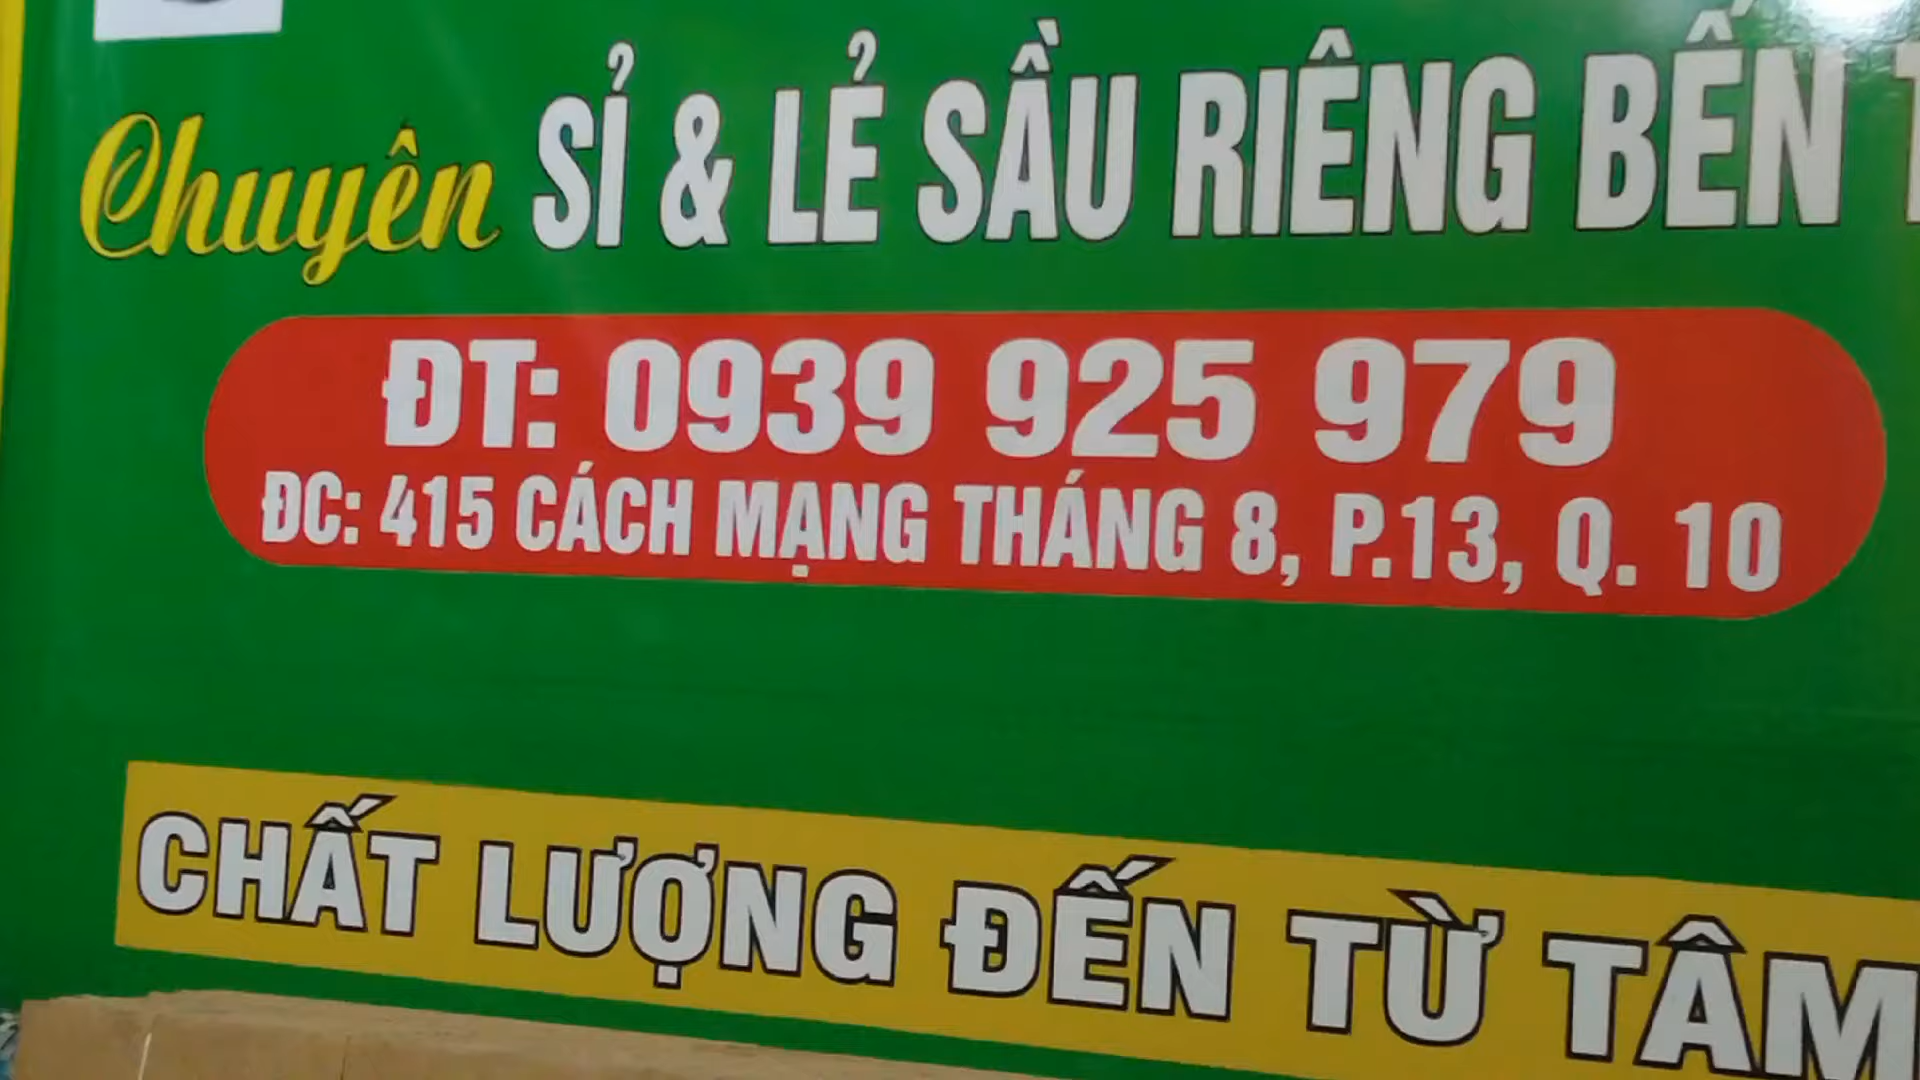 Chuyên SỈ & LẺ SẦU RIÊNG BẾN
ĐT: 0939 925 979
ĐC: 415 CÁCH MẠNG THÁNG 8, P.13, Q. 10
CHẤT LƯỢNG ĐẾN TỪ TÂM